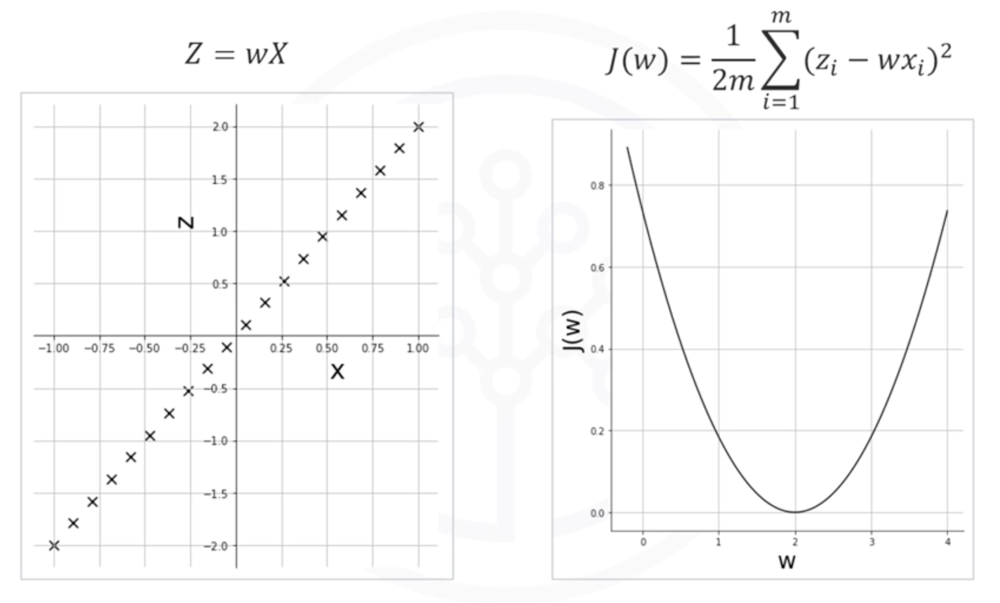 Z = wX
2.0
1.5
Z
1.0
0.5
−1.00 −0.75 −0.50 −0.25 0.25 0.50 0.75 1.00
X
−0.5
−1.0
−1.5
−2.0
m
J(w) = 1/2m ∑ (zᵢ − wxᵢ)²
i=1
0.8
0.6
J(w)
0.4
0.2
0.0
0 1 2 3 4
w